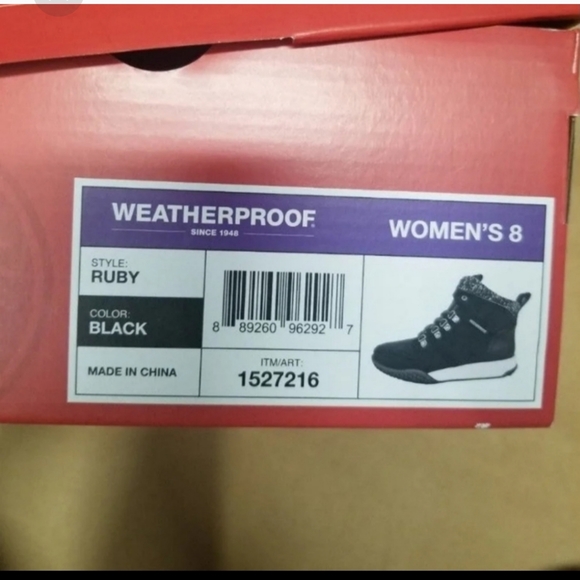 WEATHERPROOF®
SINCE 1948
WOMEN'S 8
STYLE:
RUBY
COLOR:
BLACK
MADE IN CHINA
8 89260 96292 7
ITM/ART:
1527216